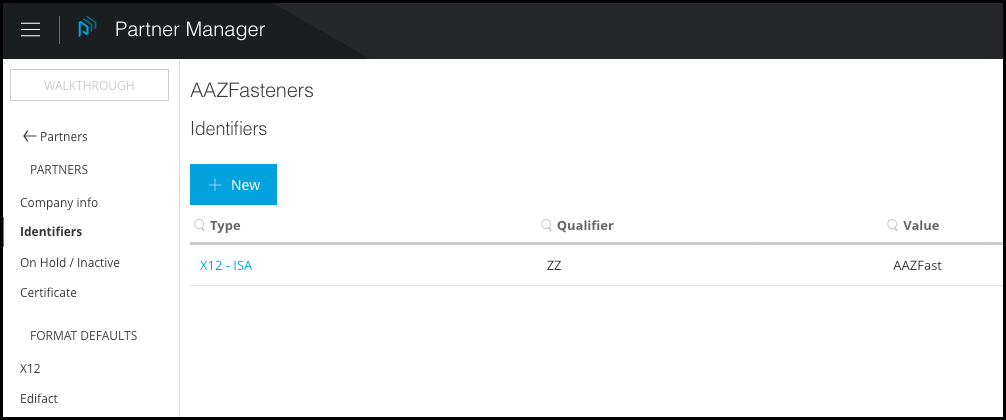 Partner Manager
WALKTHROUGH
Partners
PARTNERS
Company info
Identifiers
On Hold / Inactive
Certificate
FORMAT DEFAULTS
X12
Edifact
AAZFasteners
Identifiers
New
Type Qualifier Value
X12 - ISA ZZ AAZFast